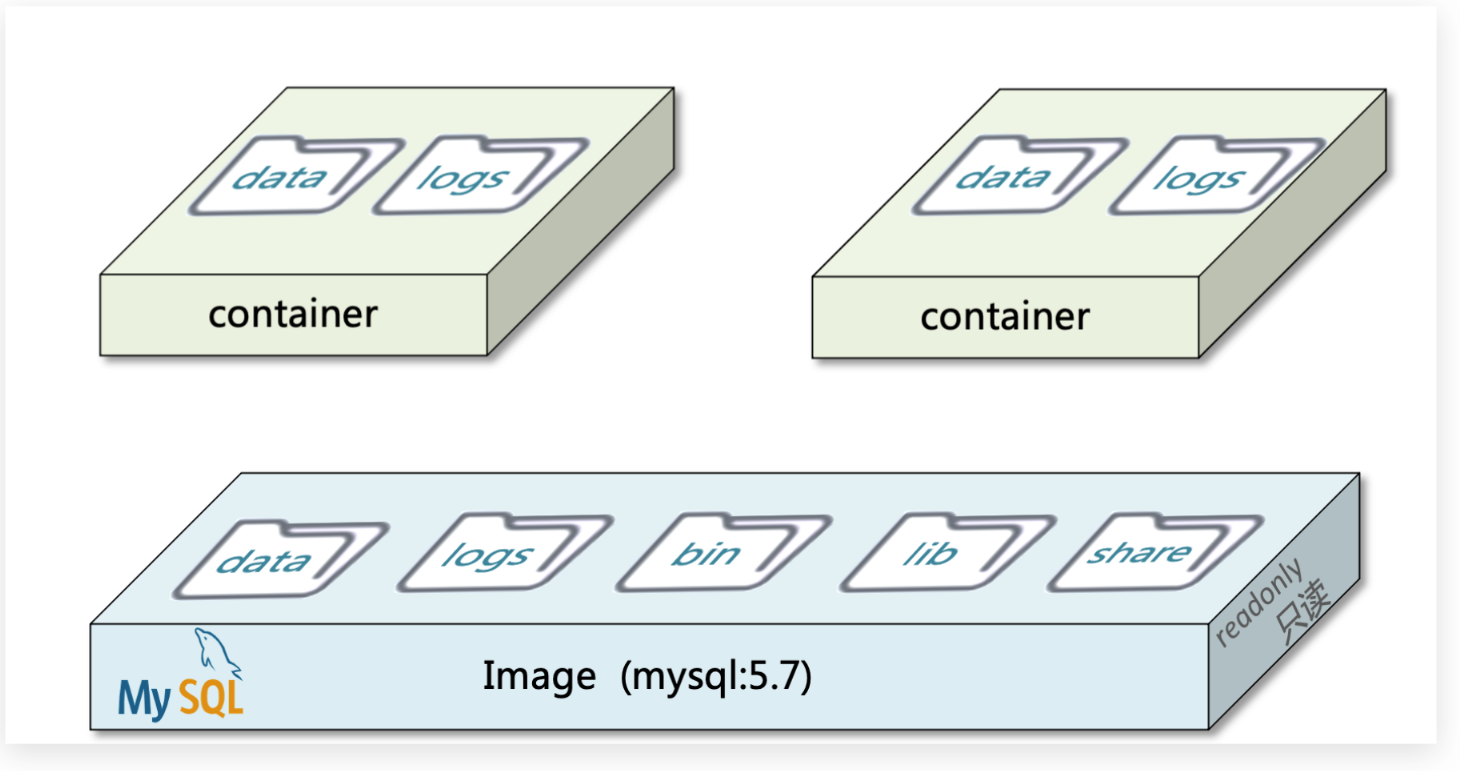 data logs
container
data logs
container
data logs bin lib share
readonly
只读
MySQL
Image (mysql:5.7)